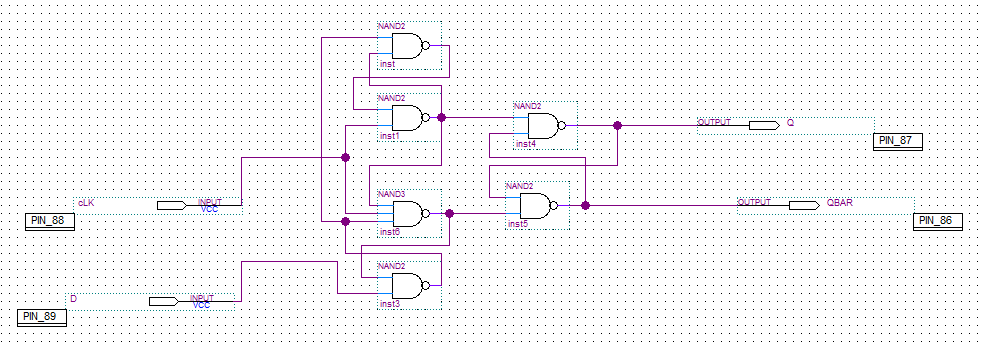 NAND2
inst
NAND2
inst1
NAND2
inst4
OUTPUT
Q
PIN_87
cLK
INPUT
VCC
PIN_88
NAND3
inst6
NAND2
inst5
OUTPUT
QBAR
PIN_86
NAND2
inst3
D
INPUT
VCC
PIN_89